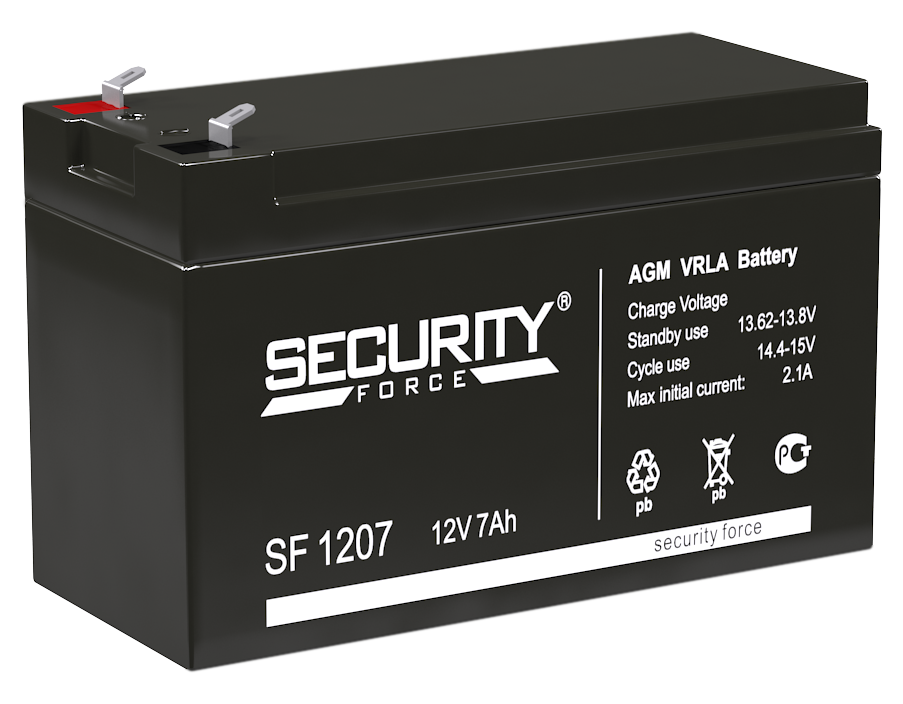 SECURITY®
FORCE
SF 1207 12V 7Ah
AGM VRLA Battery
Charge Voltage
Standby use 13.62-13.8V
Cycle use 14.4-15V
Max initial current: 2.1A
pb pb РСТ
security force